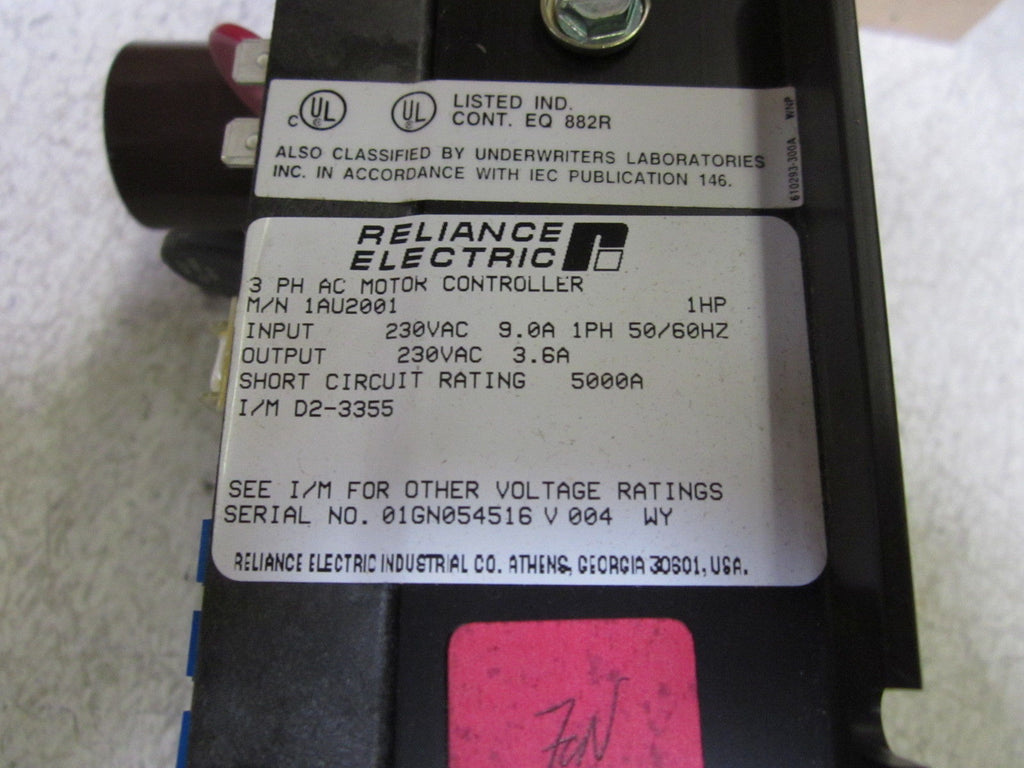 c UL UL LISTED IND.
CONT. EQ 882R
ALSO CLASSIFIED BY UNDERWRITERS LABORATORIES
INC. IN ACCORDANCE WITH IEC PUBLICATION 146.
610293-300A WNP
RELIANCE
ELECTRIC
3 PH AC MOTOR CONTROLLER
M/N 1AU2001 1HP
INPUT 230VAC 9.0A 1PH 50/60HZ
OUTPUT 230VAC 3.6A
SHORT CIRCUIT RATING 5000A
I/M D2-3355
SEE I/M FOR OTHER VOLTAGE RATINGS
SERIAL NO. 01GN054516 V 004 WY
RELIANCE ELECTRIC INDUSTRIAL CO. ATHENS, GEORGIA 30601, USA.